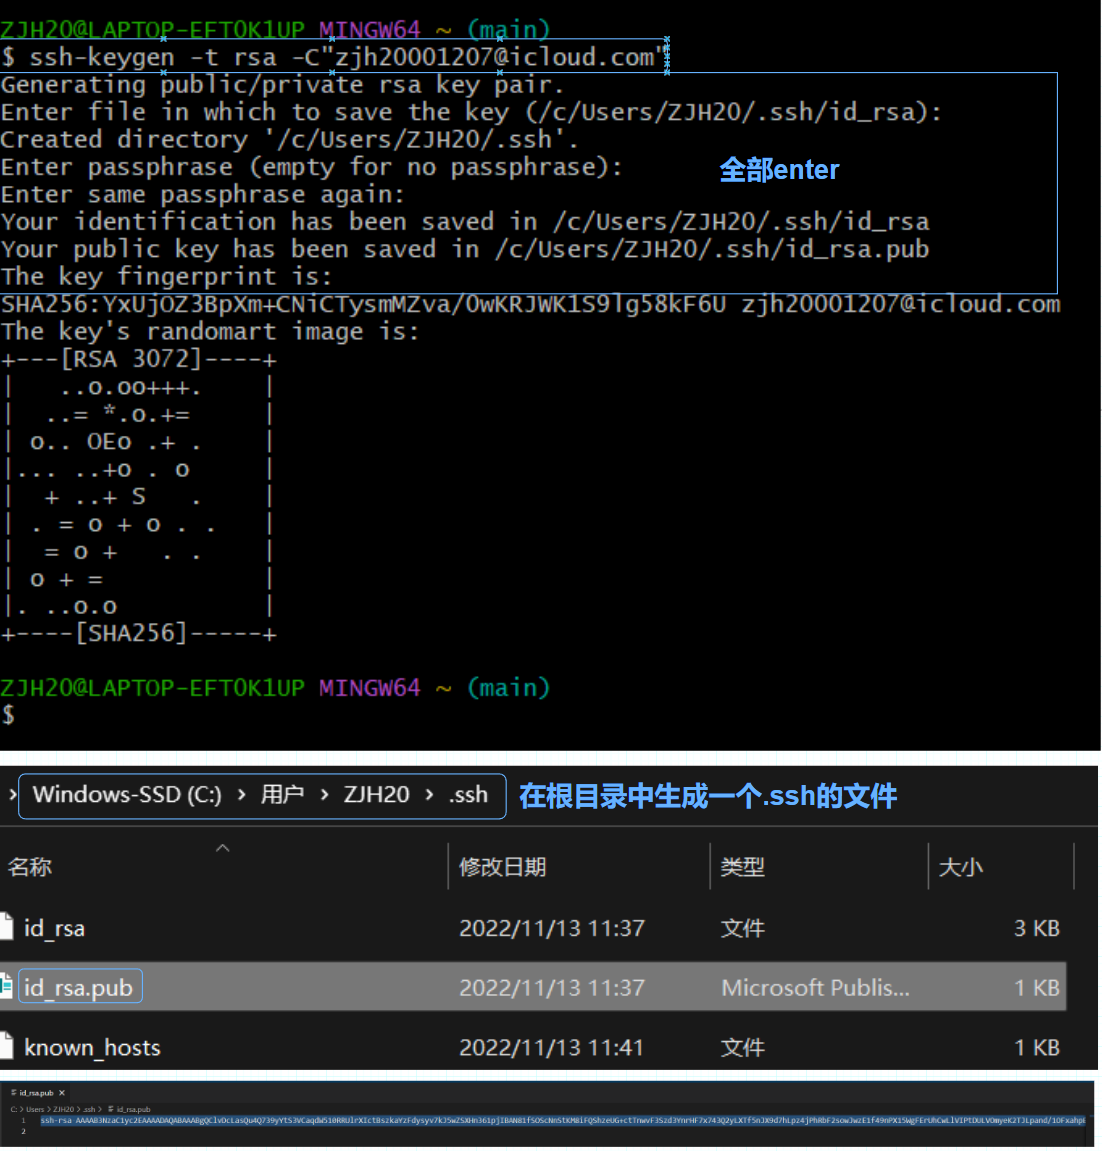 ZJH20@LAPTOP-EFT0K1UP MINGW64 ~ (main)
$ ssh-keygen -t rsa -C"zjh20001207@icloud.com"
Generating public/private rsa key pair.
Enter file in which to save the key (/c/Users/ZJH20/.ssh/id_rsa):
Created directory '/c/Users/ZJH20/.ssh'.
Enter passphrase (empty for no passphrase):
全部enter
Enter same passphrase again:
Your identification has been saved in /c/Users/ZJH20/.ssh/id_rsa
Your public key has been saved in /c/Users/ZJH20/.ssh/id_rsa.pub
The key fingerprint is:
SHA256:YxUjOZ3BpXm+CNiCTysmMZva/OwKRJWK1S9lg58kF6U zjh20001207@icloud.com
The key's randomart image is:
+---[RSA 3072]----+
|   ..o.oo+++.    |
|  ..= *.o.+=     |
| o.. OEo .+ .    |
|... ..+o . o     |
|  + ..+ S   .    |
| . = o + o . .   |
|  = o +   . .    |
| o + =           |
|. ..o.o          |
+----[SHA256]-----+
ZJH20@LAPTOP-EFT0K1UP MINGW64 ~ (main)
$
› Windows-SSD (C:) › 用户 › ZJH20 › .ssh 在根目录中生成一个.ssh的文件
名称 修改日期 类型 大小
id_rsa 2022/11/13 11:37 文件 3 KB
id_rsa.pub 2022/11/13 11:37 Microsoft Publis... 1 KB
known_hosts 2022/11/13 11:41 文件 1 KB
id_rsa.pub ×
C: > Users > ZJH20 > .ssh > id_rsa.pub
1 ssh-rsa
2